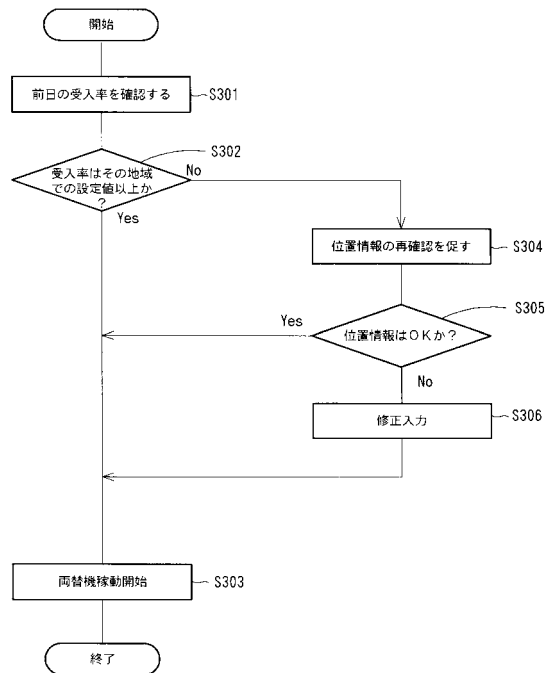 開始
前日の受入率を確認する
S301
S302
受入率はその地域
での設定値以上か
?
No
Yes
位置情報の再確認を促す
S304
S305
位置情報はOKか?
Yes
No
修正入力
S306
両替機稼動開始
S303
終了